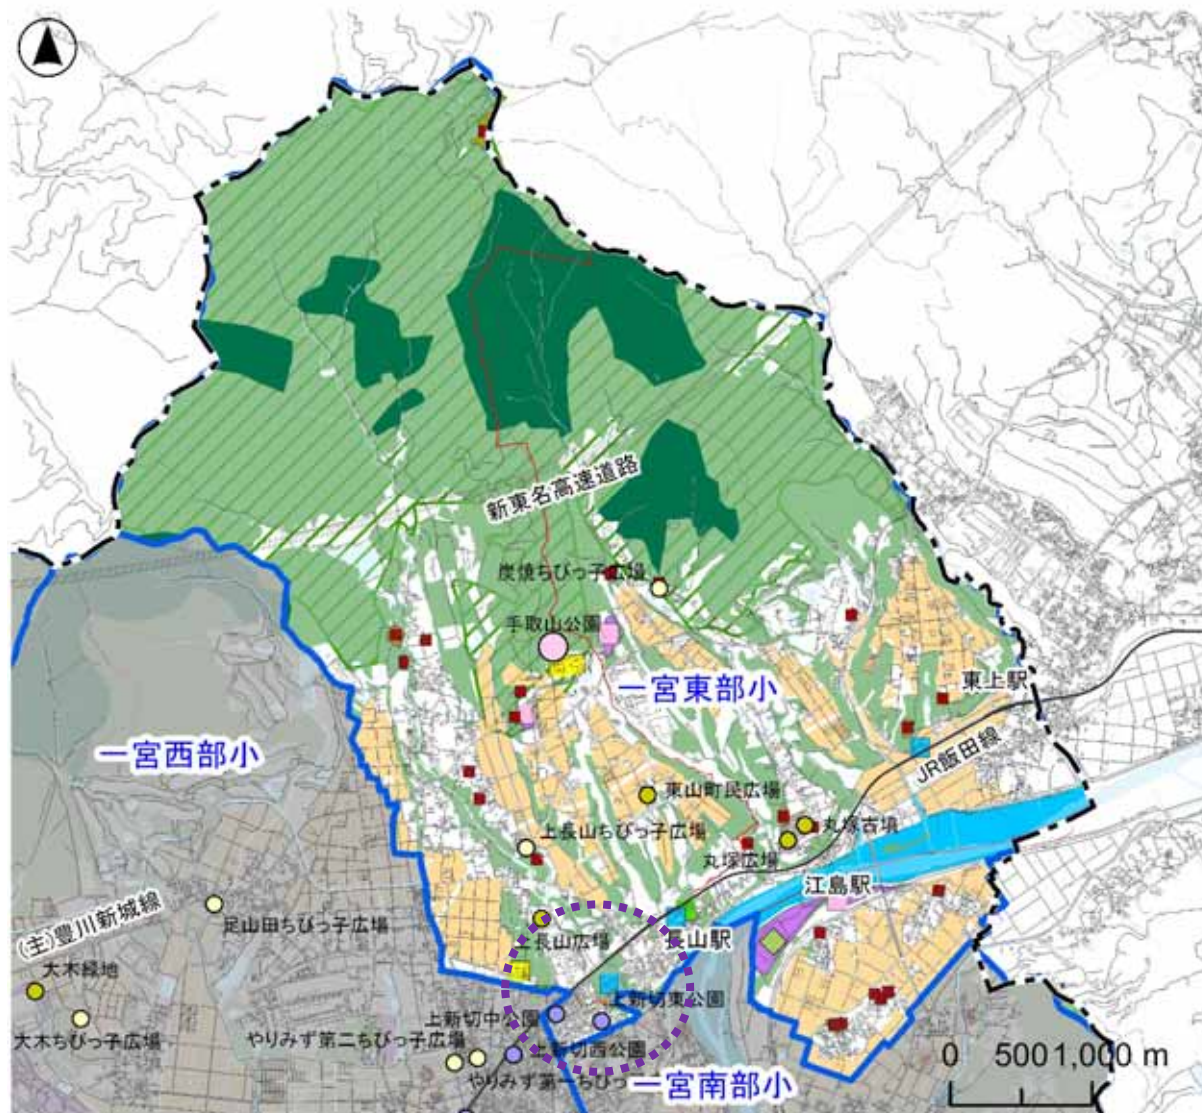 新東名高速道路
炭焼ちびっ子広場
手取山公園
一宮東部小
東上駅
一宮西部小
JR飯田線
東山町民広場
上長山ちびっ子広場
丸塚古墳
丸塚広場
江島駅
足山田ちびっ子広場
(主)豊川新城線
上長山広場
長山駅
大木緑地
上新切東公園
上新切中公園
大木ちびっ子広場
やりみず第二ちびっ子広場
上新切西公園
やりみず第一ちびっ
一宮南部小
0 500 1,000 m